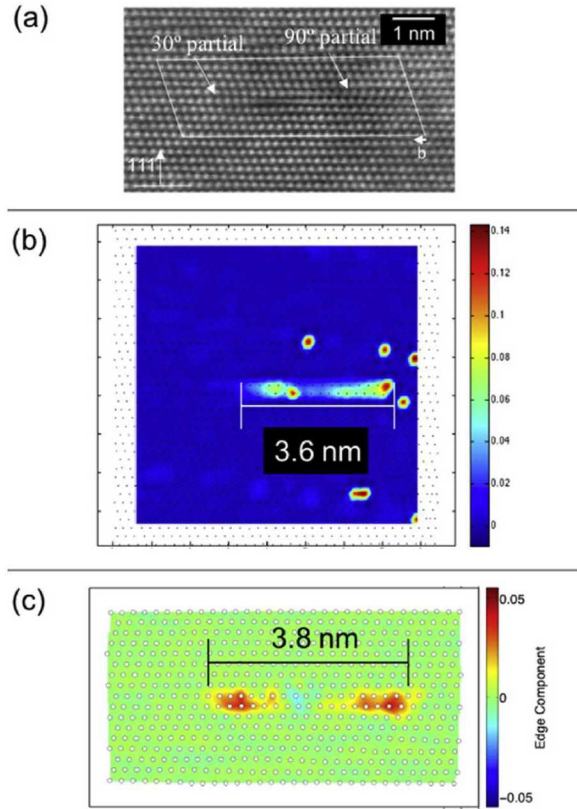 (a)
30° partial
90° partial
1 nm
111
b
(b)
3.6 nm
0.14
0.12
0.1
0.08
0.06
0.04
0.02
0
(c)
3.8 nm
0.05
0
−0.05
Edge Component